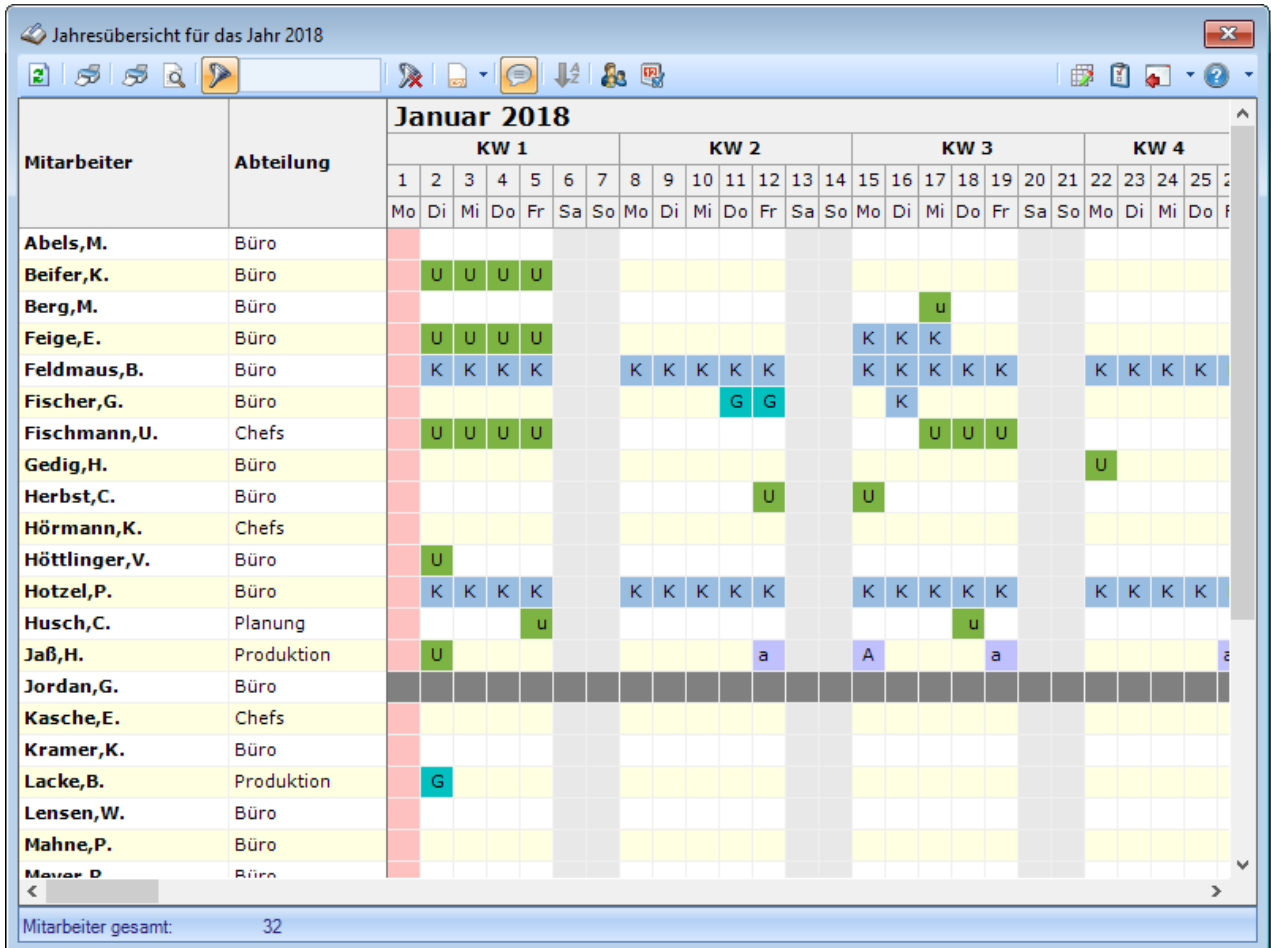 Jahresübersicht für das Jahr 2018
Januar 2018
Mitarbeiter Abteilung KW 1 KW 2 KW 3 KW 4
1 2 3 4 5 6 7 8 9 10 11 12 13 14 15 16 17 18 19 20 21 22 23 24 25
Mo Di Mi Do Fr Sa So Mo Di Mi Do Fr Sa So Mo Di Mi Do Fr Sa So Mo Di Mi Do
Abels,M. Büro
Beifer,K. Büro U U U U
Berg,M. Büro u
Feige,E. Büro U U U U K K K
Feldmaus,B. Büro K K K K K K K K K K K K K K K K K K
Fischer,G. Büro G G K
Fischmann,U. Chefs U U U U U U U
Gedig,H. Büro U
Herbst,C. Büro U U
Hörmann,K. Chefs
Höttlinger,V. Büro U
Hotzel,P. Büro K K K K K K K K K K K K K K K K K K
Husch,C. Planung u u
Jaß,H. Produktion U a A a a
Jordan,G. Büro
Kasche,E. Chefs
Kramer,K. Büro
Lacke,B. Produktion G
Lensen,W. Büro
Mahne,P. Büro
Büro
Mitarbeiter gesamt: 32